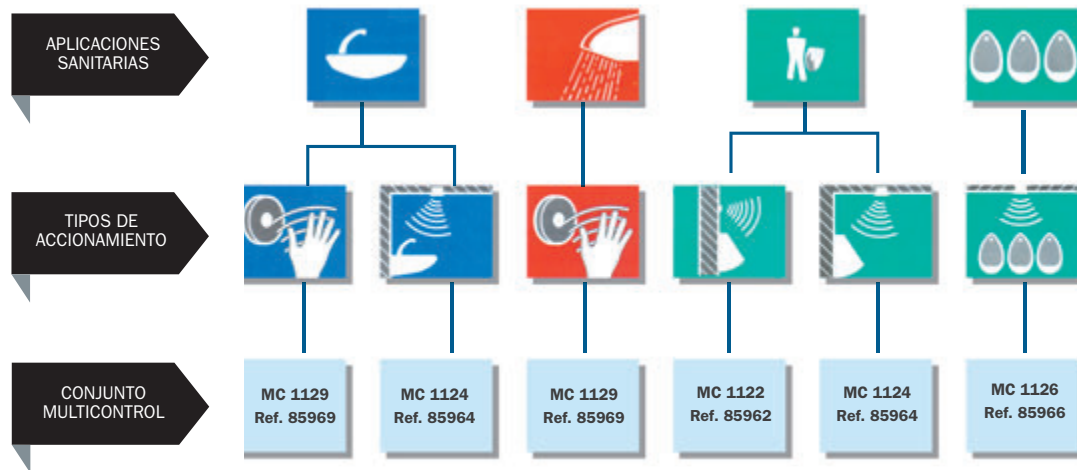 APLICACIONES
SANITARIAS
TIPOS DE
ACCIONAMIENTO
CONJUNTO
MULTICONTROL
MC 1129
Ref. 85969
MC 1124
Ref. 85964
MC 1129
Ref. 85969
MC 1122
Ref. 85962
MC 1124
Ref. 85964
MC 1126
Ref. 85966